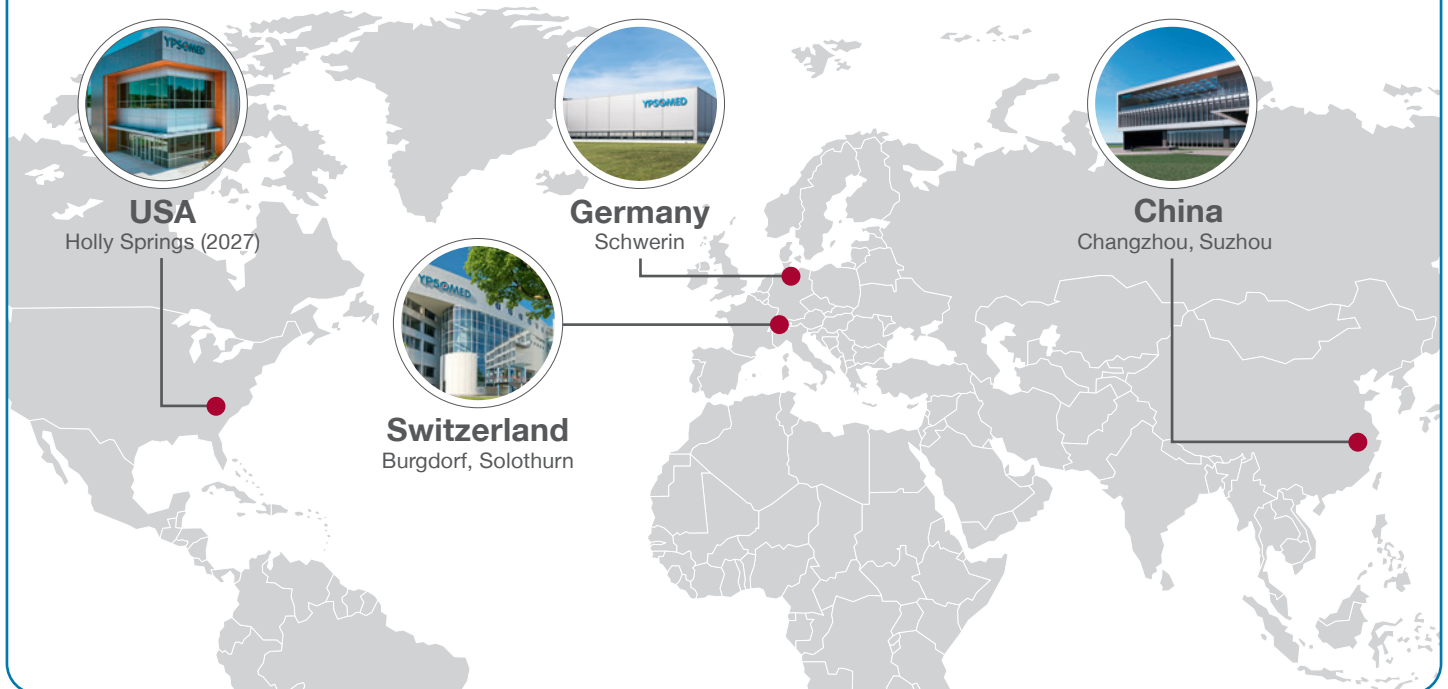 YPSOMED
USA
Holly Springs (2027)
YPSOMED
Germany
Schwerin
China
Changzhou, Suzhou
YPSOMED
Switzerland
Burgdorf, Solothurn